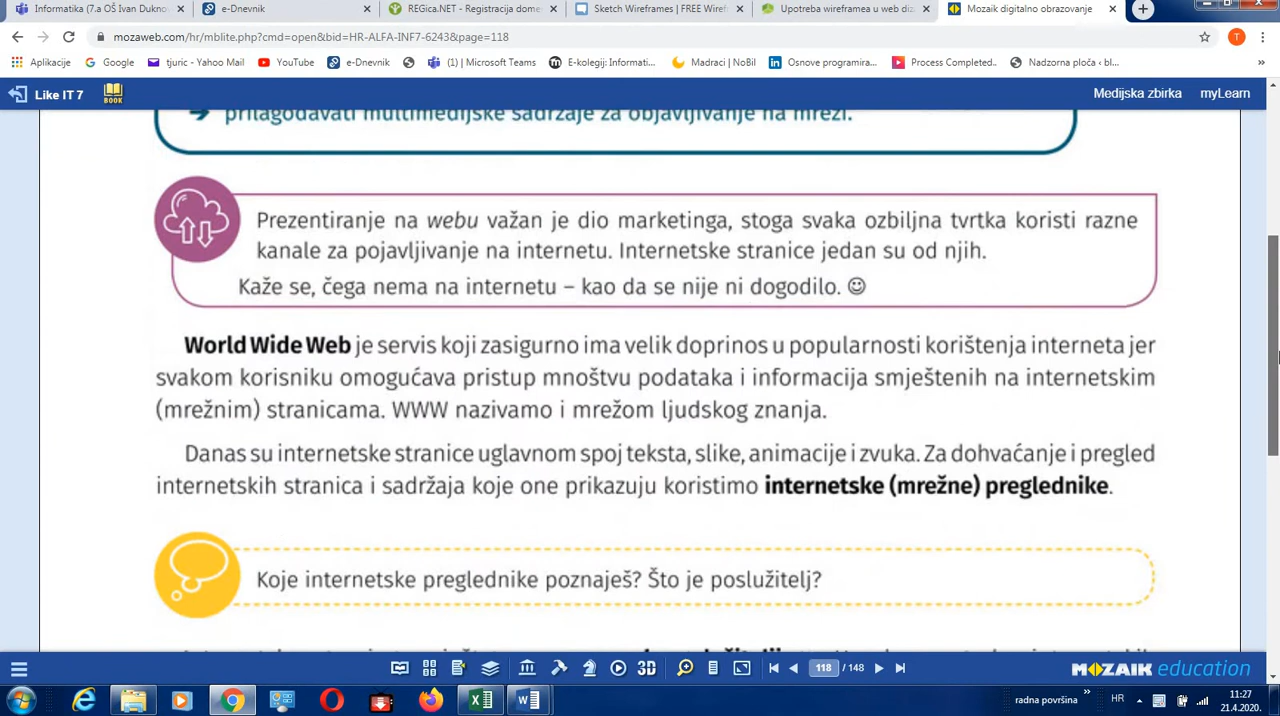 Informatika (7.a OŠ Ivan Duknov
e-Dnevnik
REGica.NET - Registracija dome
Sketch Wireframes | FREE Wiref
Upotreba wireframea u web diz
Mozaik digitalno obrazovanje
mozaweb.com/hr/mblite.php?cmd=open&bid=HR-ALFA-INF7-6243&page=118
T
Aplikacije
Google
tjuric - Yahoo Mail
YouTube
e-Dnevnik
(1) | Microsoft Teams
E-kolegij: Informati...
Madraci | NoBil
Osnove programira...
Process Completed..
Nadzorna ploča ‹ bl...
»
Like IT 7
BOOK
Medijska zbirka
myLearn
➔ prilagođavati multimedijske sadržaje za objavljivanje na mreži.
Prezentiranje na webu važan je dio marketinga, stoga svaka ozbiljna tvrtka koristi razne
kanale za pojavljivanje na internetu. Internetske stranice jedan su od njih.
Kaže se, čega nema na internetu – kao da se nije ni dogodilo. ☺
World Wide Web je servis koji zasigurno ima velik doprinos u popularnosti korištenja interneta jer
svakom korisniku omogućava pristup mnoštvu podataka i informacija smještenih na internetskim
(mrežnim) stranicama. WWW nazivamo i mrežom ljudskog znanja.
Danas su internetske stranice uglavnom spoj teksta, slike, animacije i zvuka. Za dohvaćanje i pregled
internetskih stranica i sadržaja koje one prikazuju koristimo internetske (mrežne) preglednike.
Koje internetske preglednike poznaješ? Što je poslužitelj?
3D
118 / 148
MOZAIK education
radna površina
»
HR
11:27
21.4.2020.